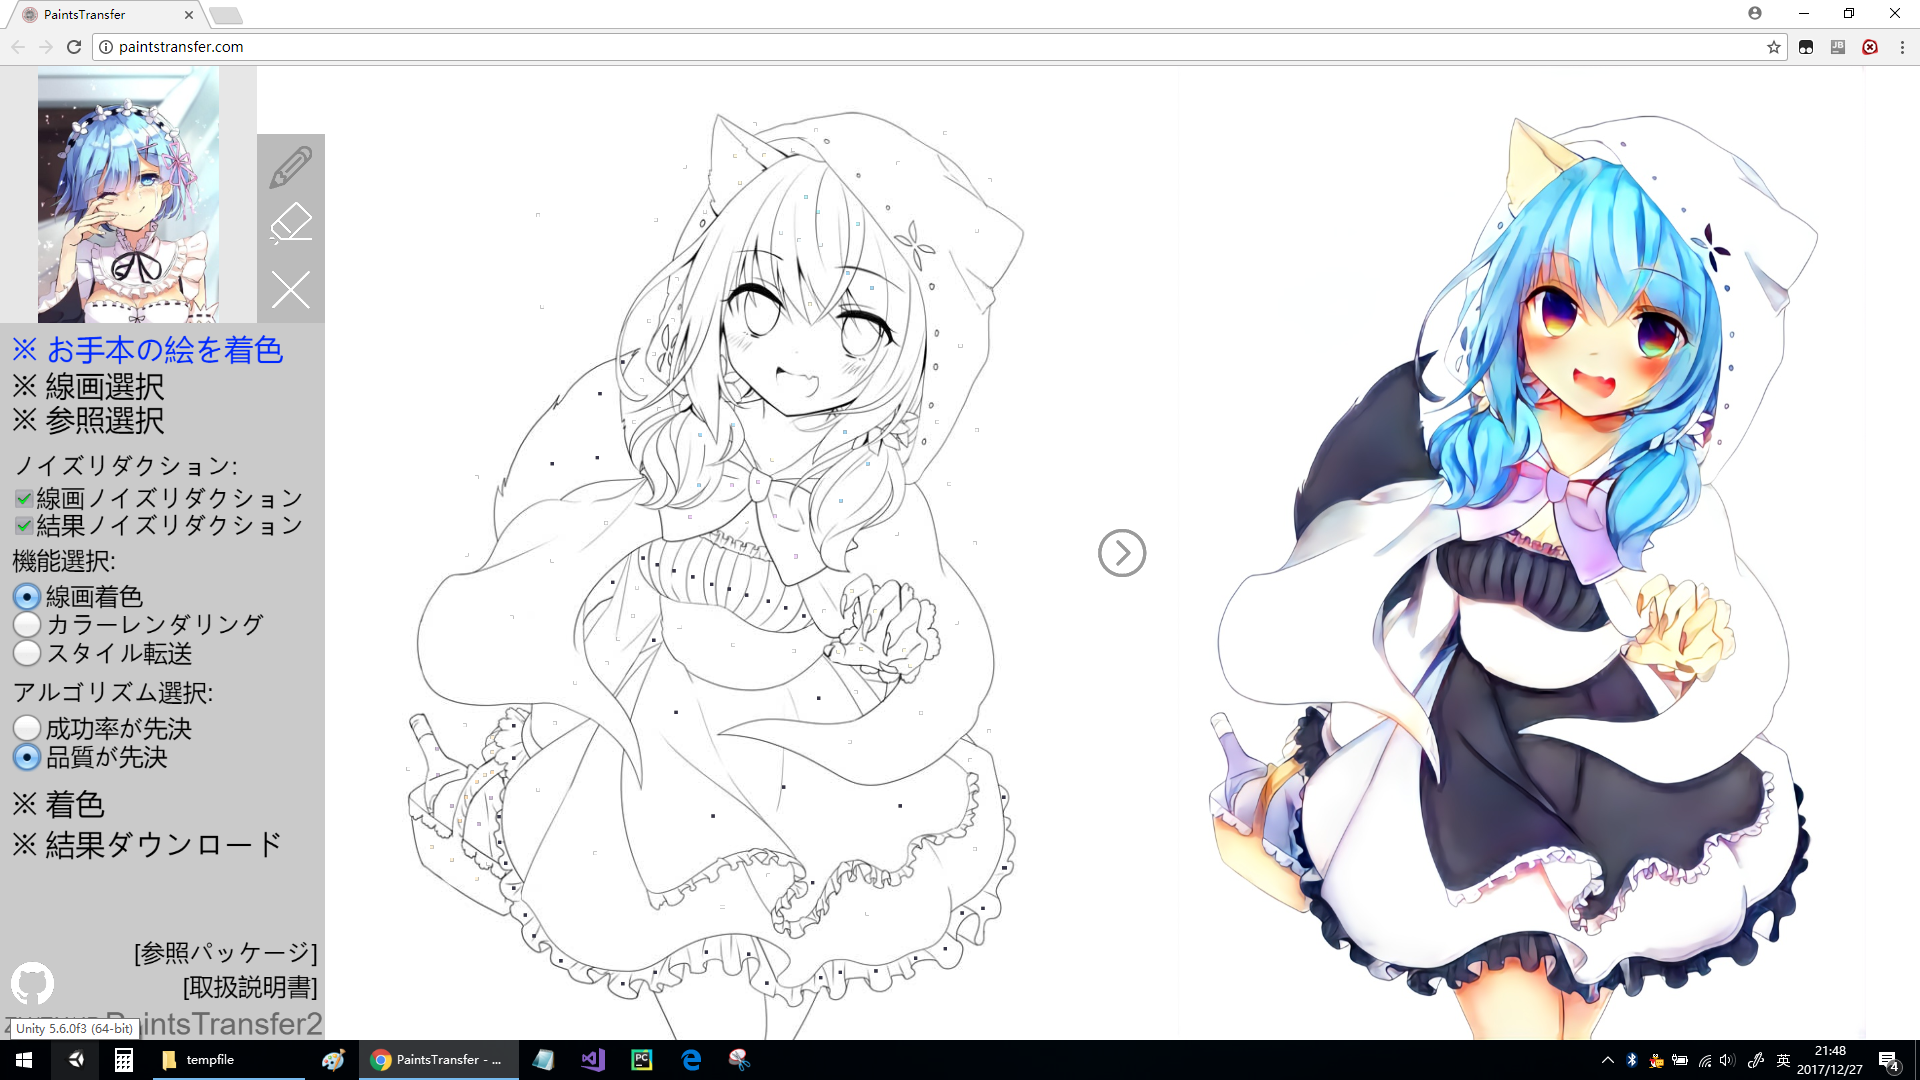 PaintsTransfer
paintstransfer.com
JB
※ お手本の絵を着色
※ 線画選択
※ 参照選択
ノイズリダクション:
線画ノイズリダクション
結果ノイズリダクション
機能選択:
線画着色
カラーレンダリング
スタイル転送
アルゴリズム選択:
成功率が先決
品質が先決
※ 着色
※ 結果ダウンロード
[参照パッケージ]
[取扱説明書]
PaintsTransfer2
Unity 5.6.0f3 (64-bit)
tempfile
PaintsTransfer - ...
PC
英
21:48
2017/12/27
4